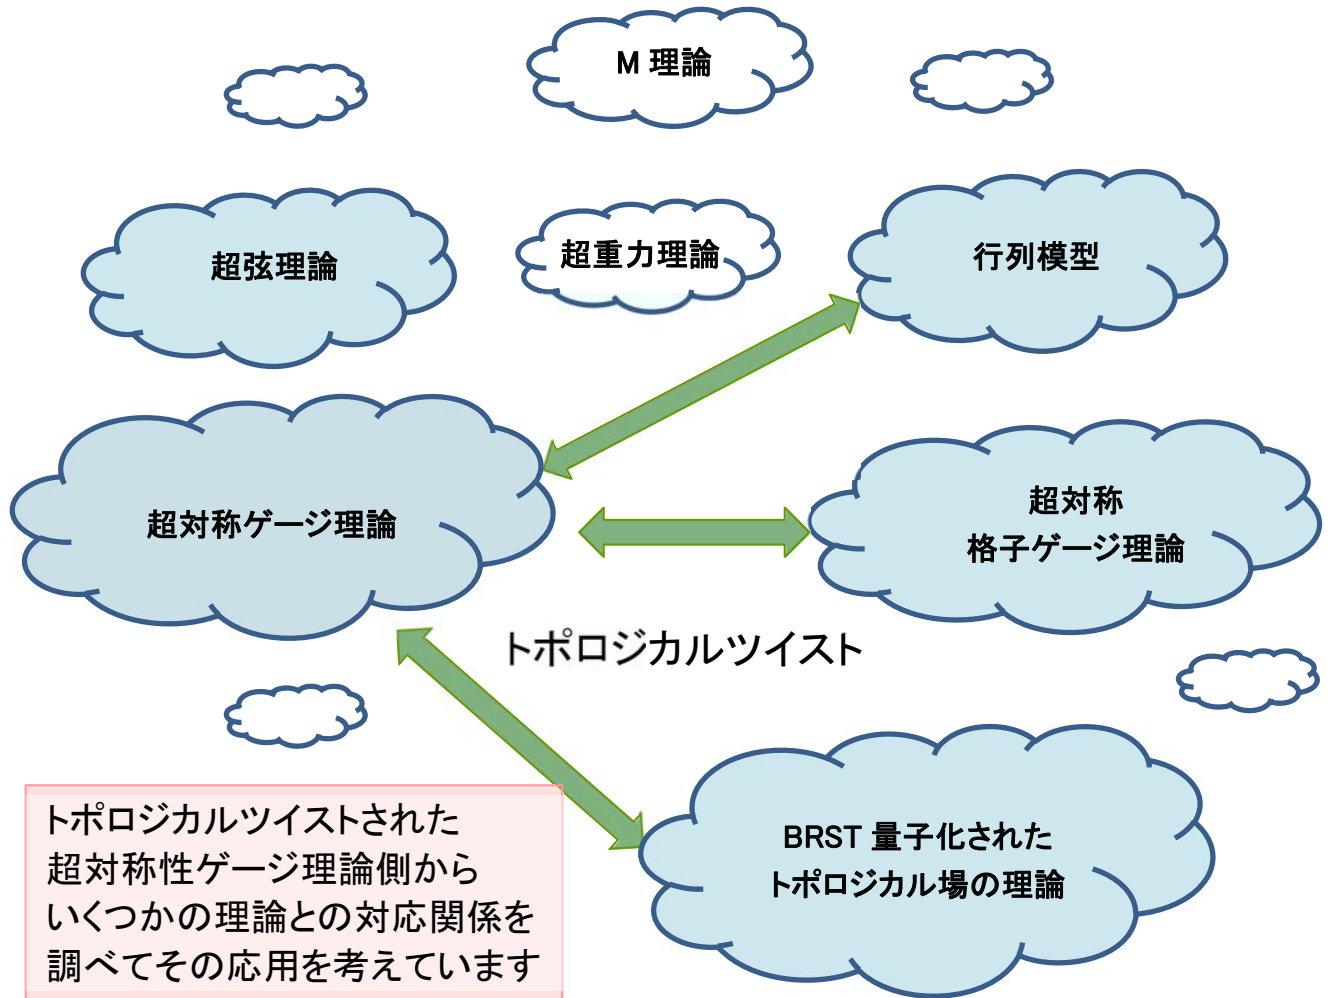 M 理論
超弦理論
超重力理論
行列模型
超対称ゲージ理論
超対称
格子ゲージ理論
トポロジカルツイスト
BRST 量子化された
トポロジカル場の理論
トポロジカルツイストされた
超対称性ゲージ理論側から
いくつかの理論との対応関係を
調べてその応用を考えています